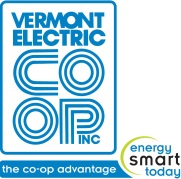 VERMONT
ELECTRIC
CO
OP
INC
the co-op advantage
energy
smart
today